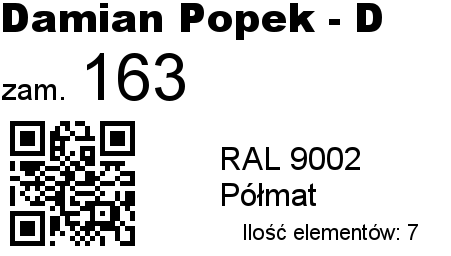 Damian Popek - D
zam. 163
RAL 9002
Półmat
Ilość elementów: 7